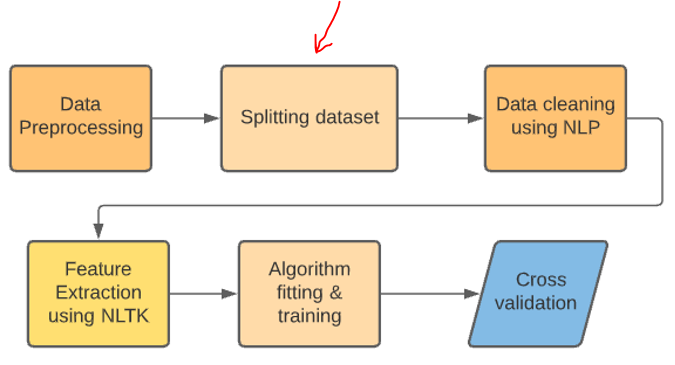 Data
Preprocessing
Splitting dataset
Data cleaning
using NLP
Feature
Extraction
using NLTK
Algorithm
fitting &
training
Cross
validation